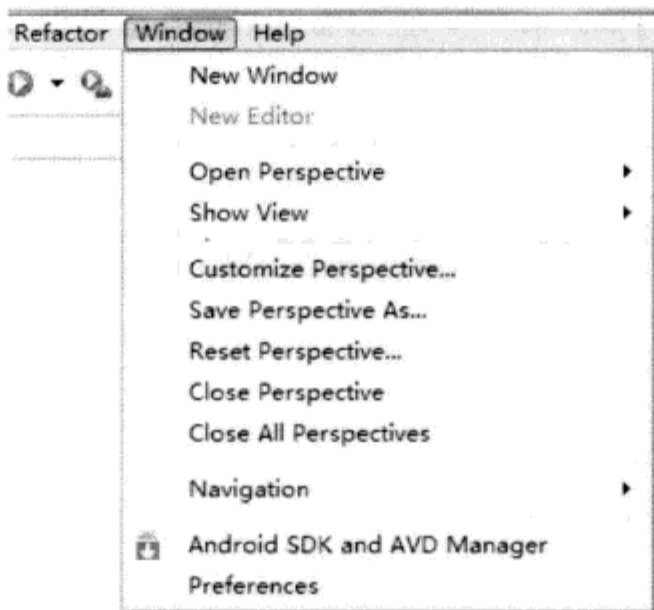 Refactor Window Help
New Window
New Editor
Open Perspective
Show View
Customize Perspective...
Save Perspective As...
Reset Perspective...
Close Perspective
Close All Perspectives
Navigation
Android SDK and AVD Manager
Preferences